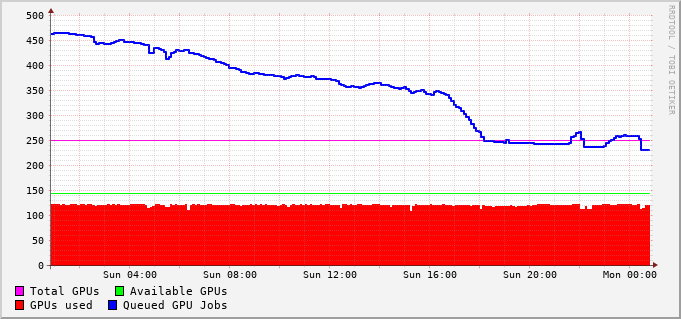 500
450
400
350
300
250
200
150
100
50
0
Sun 04:00 Sun 08:00 Sun 12:00 Sun 16:00 Sun 20:00 Mon 00:00
Total GPUs Available GPUs
GPUs used Queued GPU Jobs
RRDTOOL / TOBI OETIKER